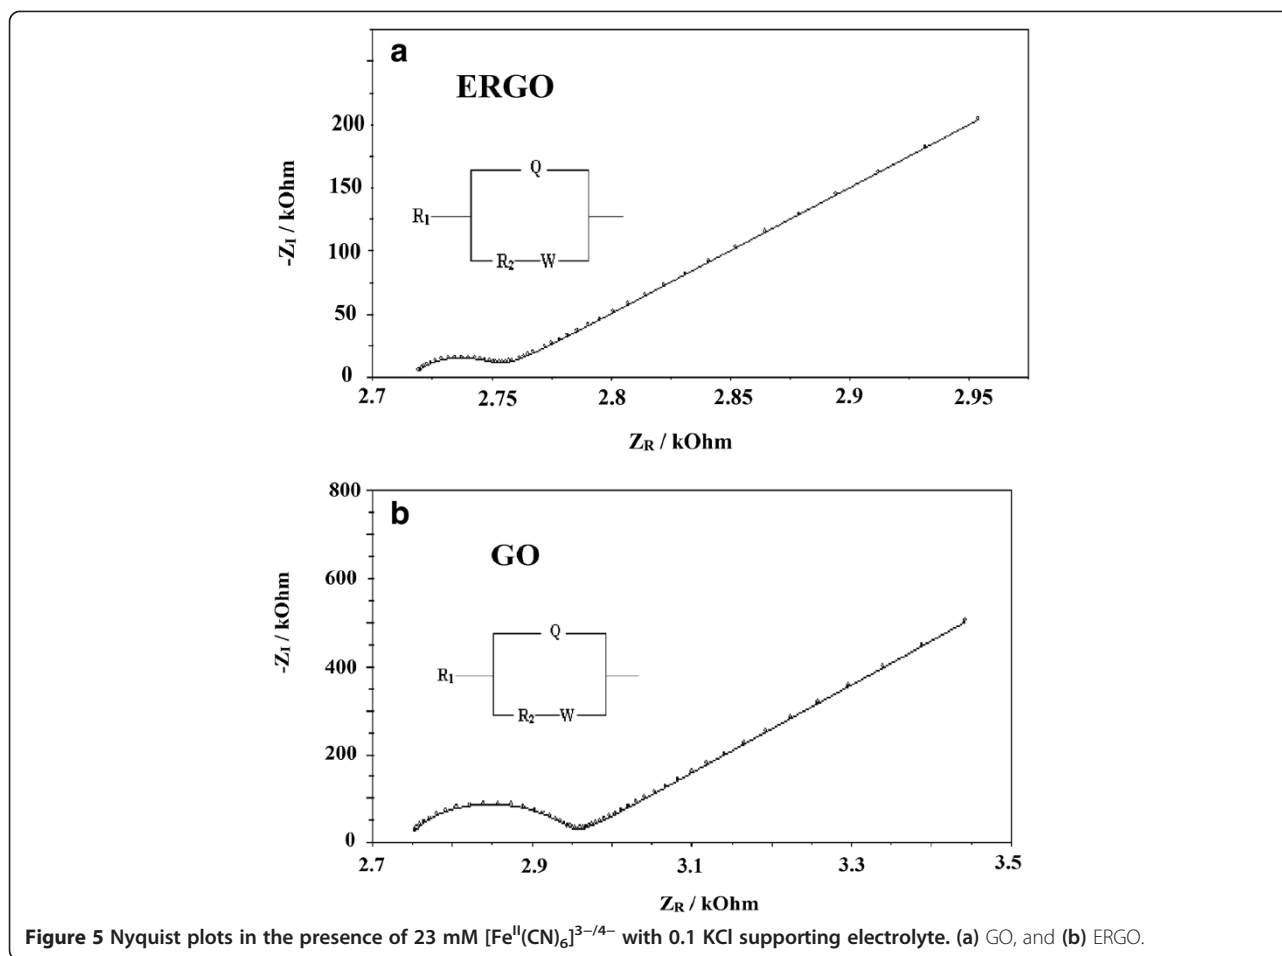 a
ERGO
200
150
100
50
0
-Z_I / kOhm
Q
R₁
R₂ W
2.7 2.75 2.8 2.85 2.9 2.95
Z_R / kOhm
b
GO
800
600
400
200
0
-Z_I / kOhm
Q
R₁
R₂ W
2.7 2.9 3.1 3.3 3.5
Z_R / kOhm
Figure 5 Nyquist plots in the presence of 23 mM [Feᴵᴵ(CN)₆]³⁻/⁴⁻ with 0.1 KCl supporting electrolyte. (a) GO, and (b) ERGO.